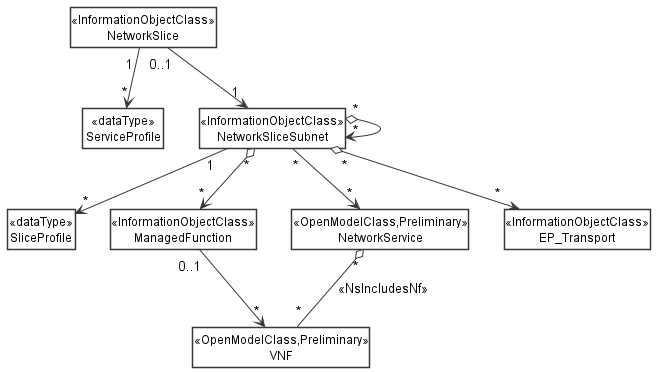 «InformationObjectClass»
NetworkSlice
1
0..1
*
1
«dataType»
ServiceProfile
«InformationObjectClass»
NetworkSliceSubnet
*
*
1
*
*
*
*
*
*
*
«dataType»
SliceProfile
«InformationObjectClass»
ManagedFunction
«OpenModelClass,Preliminary»
NetworkService
«InformationObjectClass»
EP_Transport
0..1
*
«NsIncludesNf»
*
*
«OpenModelClass,Preliminary»
VNF